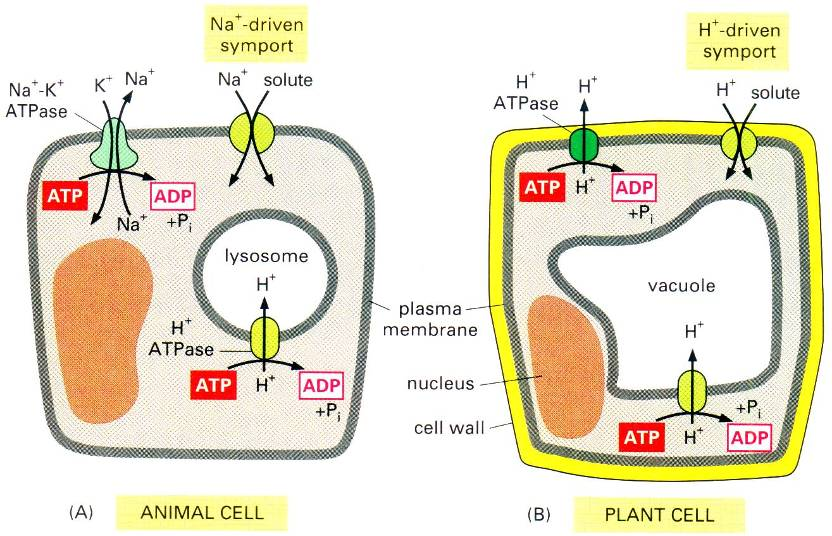 Na⁺-driven
symport
Na⁺-K⁺
ATPase
K⁺
Na⁺
Na⁺
solute
ATP
ADP
+Pᵢ
Na⁺
lysosome
H⁺
H⁺
ATPase
ATP
H⁺
ADP
+Pᵢ
plasma
membrane
nucleus
cell wall
H⁺-driven
symport
H⁺
ATPase
H⁺
H⁺
solute
ATP
H⁺
ADP
+Pᵢ
vacuole
H⁺
ATP
H⁺
+Pᵢ
ADP
(A) ANIMAL CELL
(B) PLANT CELL